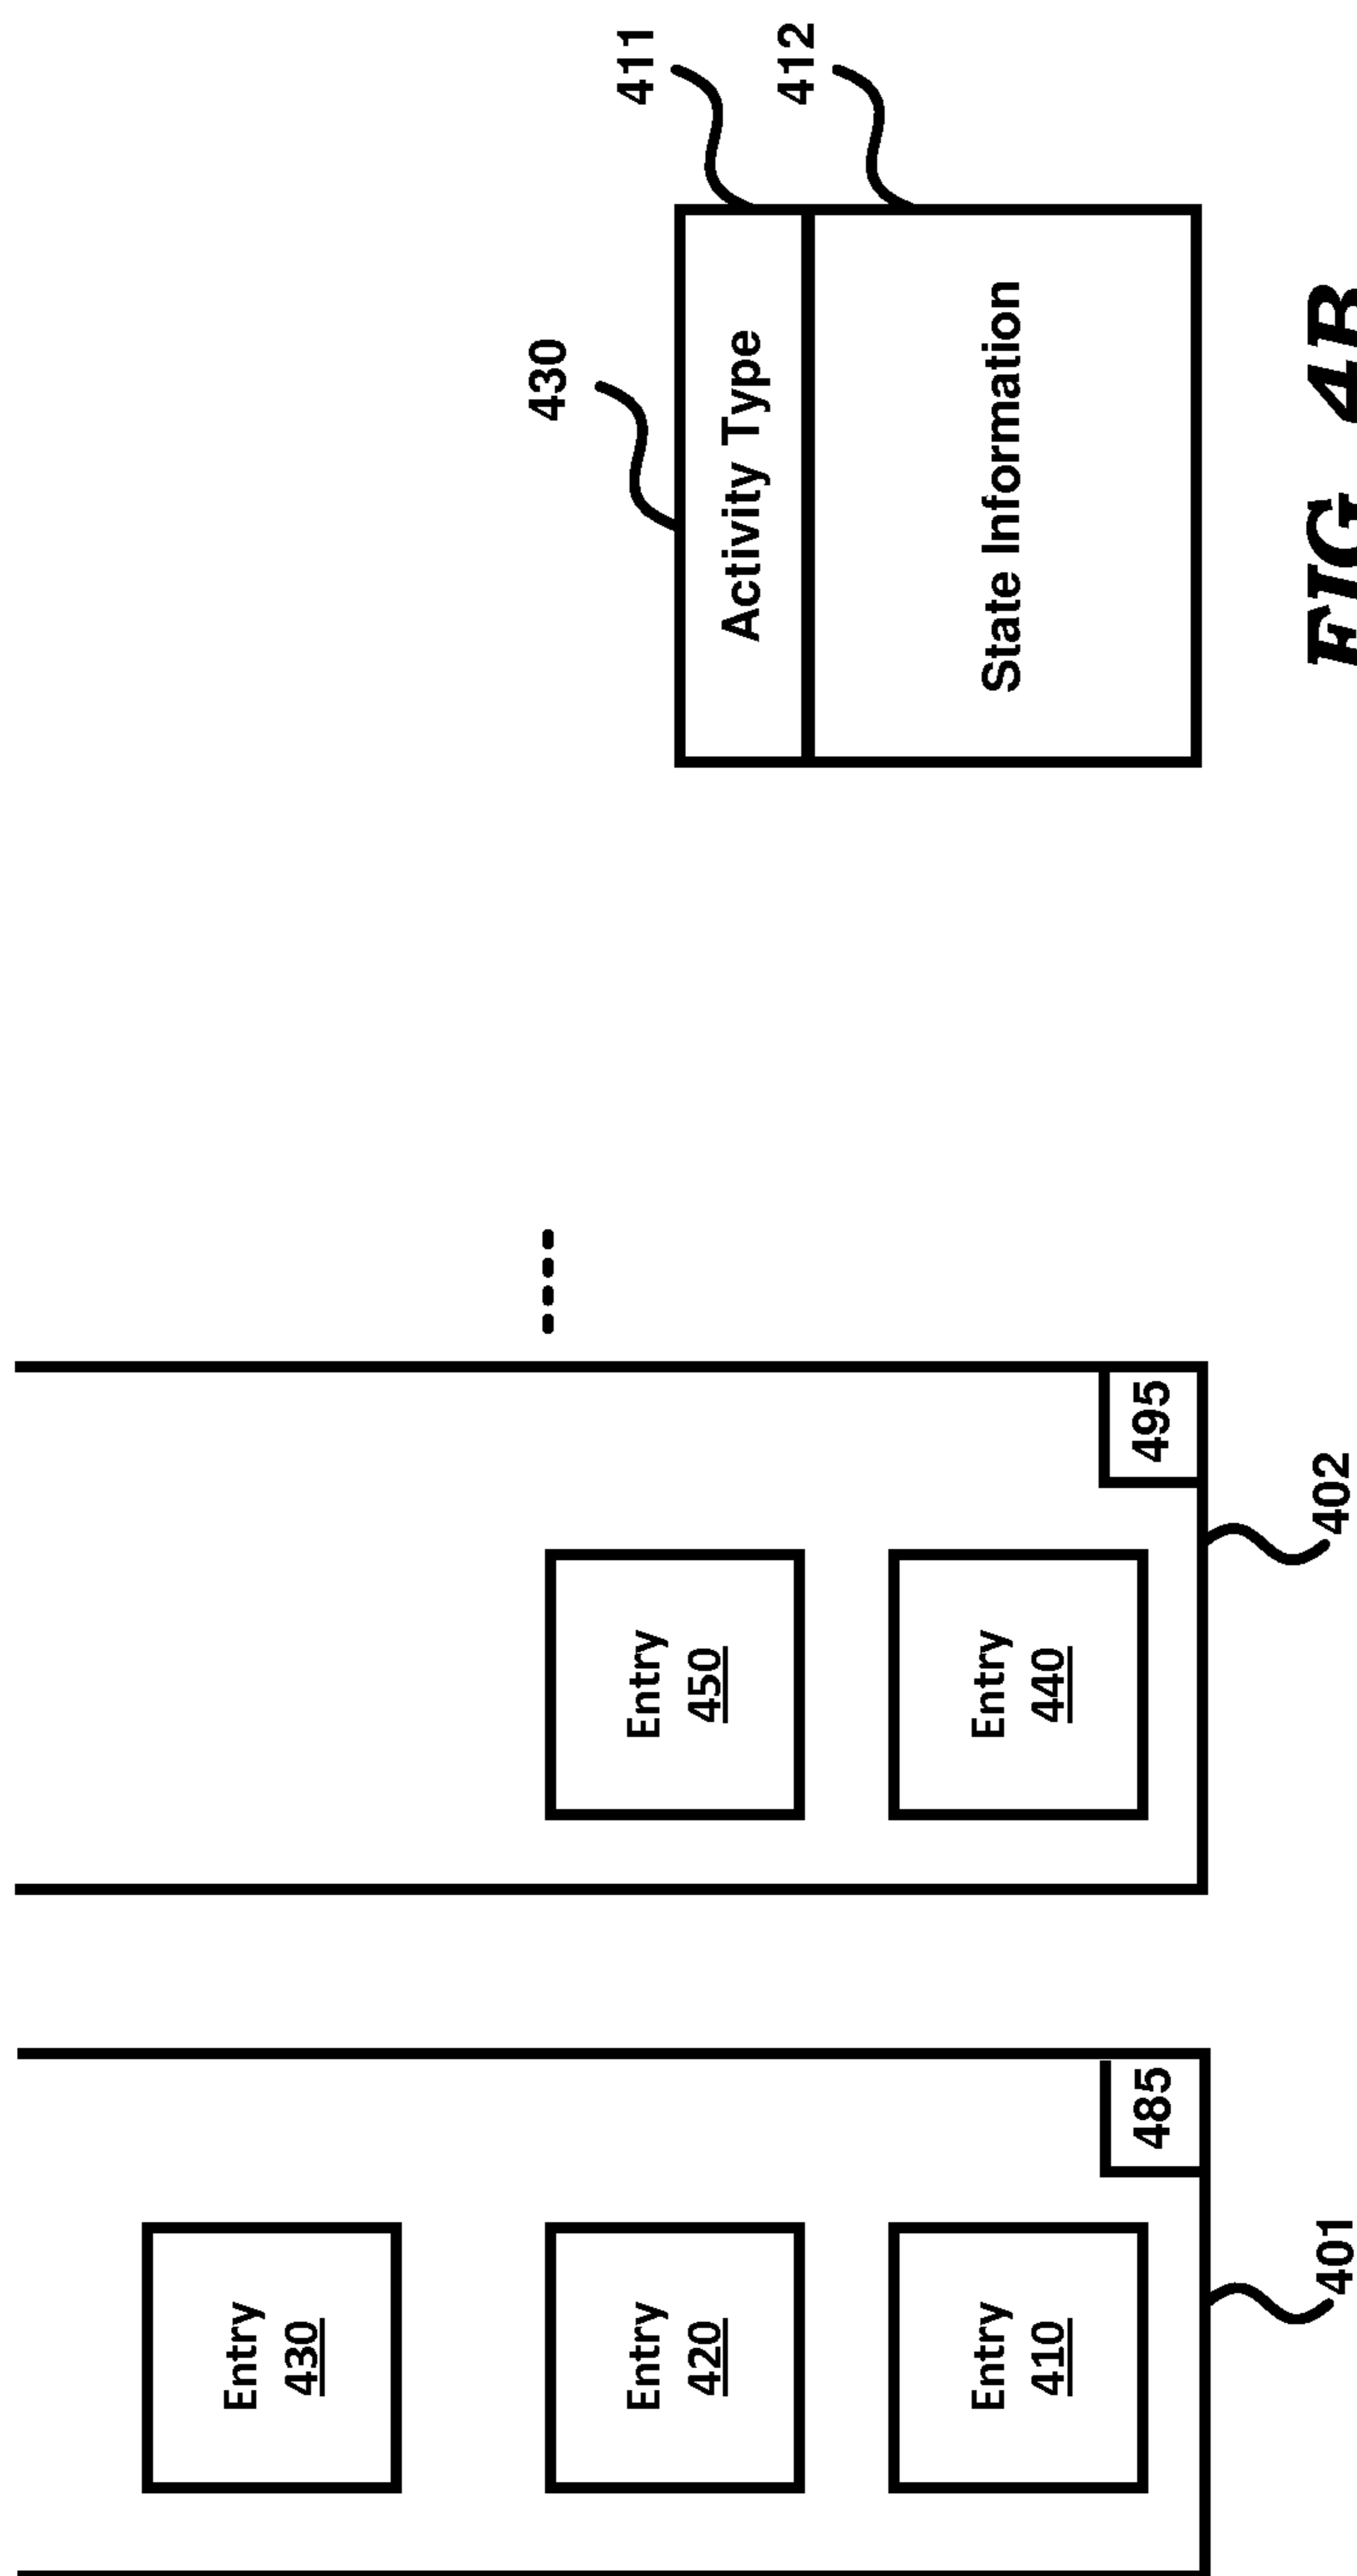 Entry
430
Entry
420
Entry
410
485
401
Entry
450
Entry
440
495
402
430
Activity Type
411
State Information
412
FIG 4B